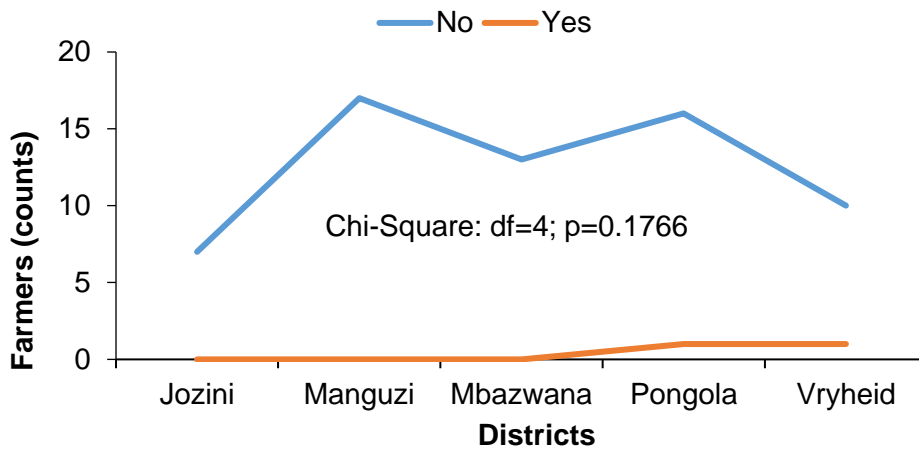 No Yes
20
15
10
5
0
Farmers (counts)
Chi-Square: df=4; p=0.1766
Jozini Manguzi Mbazwana Pongola Vryheid
Districts